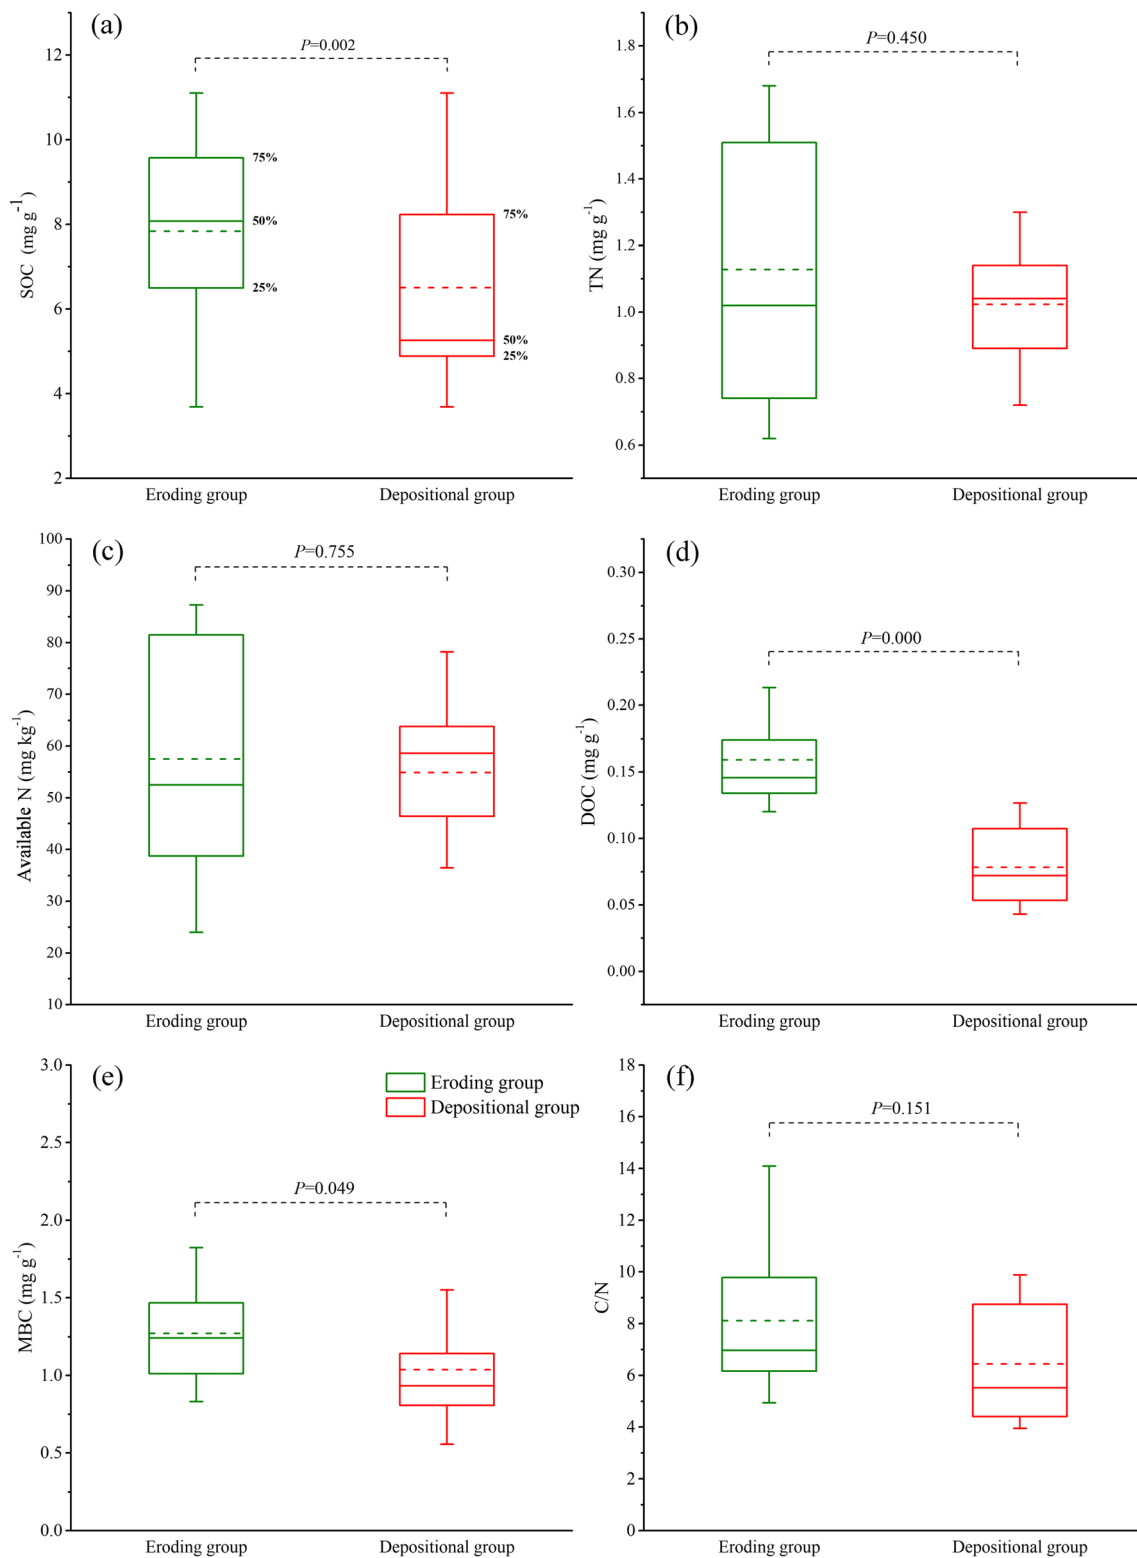 (a)
P=0.002
12
10
8
6
4
2
SOC (mg g-1)
75%
50%
25%
75%
50%
25%
Eroding group
Depositional group
(b)
P=0.450
1.8
1.6
1.4
1.2
1.0
0.8
0.6
TN (mg g-1)
Eroding group
Depositional group
(c)
P=0.755
100
90
80
70
60
50
40
30
20
10
Available N (mg kg-1)
Eroding group
Depositional group
(d)
P=0.000
0.30
0.25
0.20
0.15
0.10
0.05
0.00
DOC (mg g-1)
Eroding group
Depositional group
(e)
Eroding group
Depositional group
P=0.049
3.0
2.5
2.0
1.5
1.0
0.5
0.0
MBC (mg g-1)
Eroding group
Depositional group
(f)
P=0.151
18
16
14
12
10
8
6
4
2
0
C/N
Eroding group
Depositional group